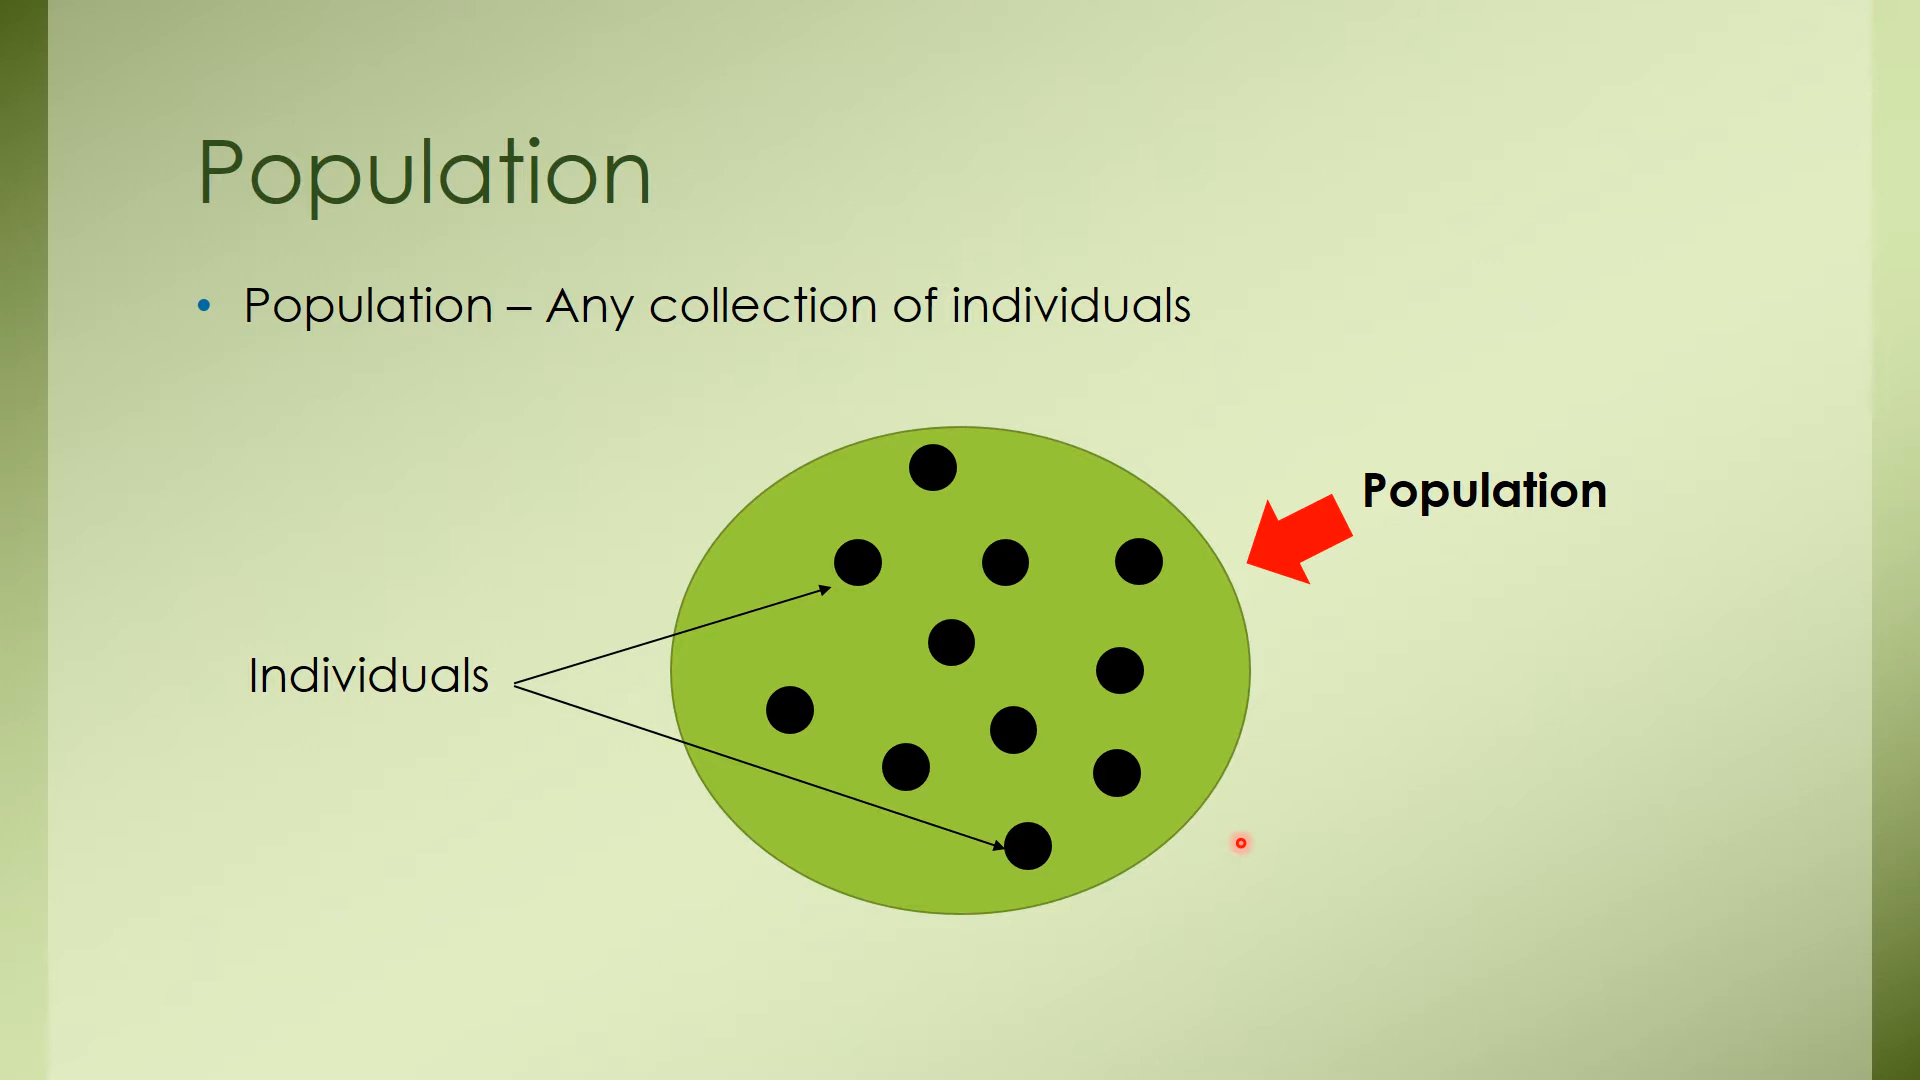 Population
• Population – Any collection of individuals
Population
Individuals